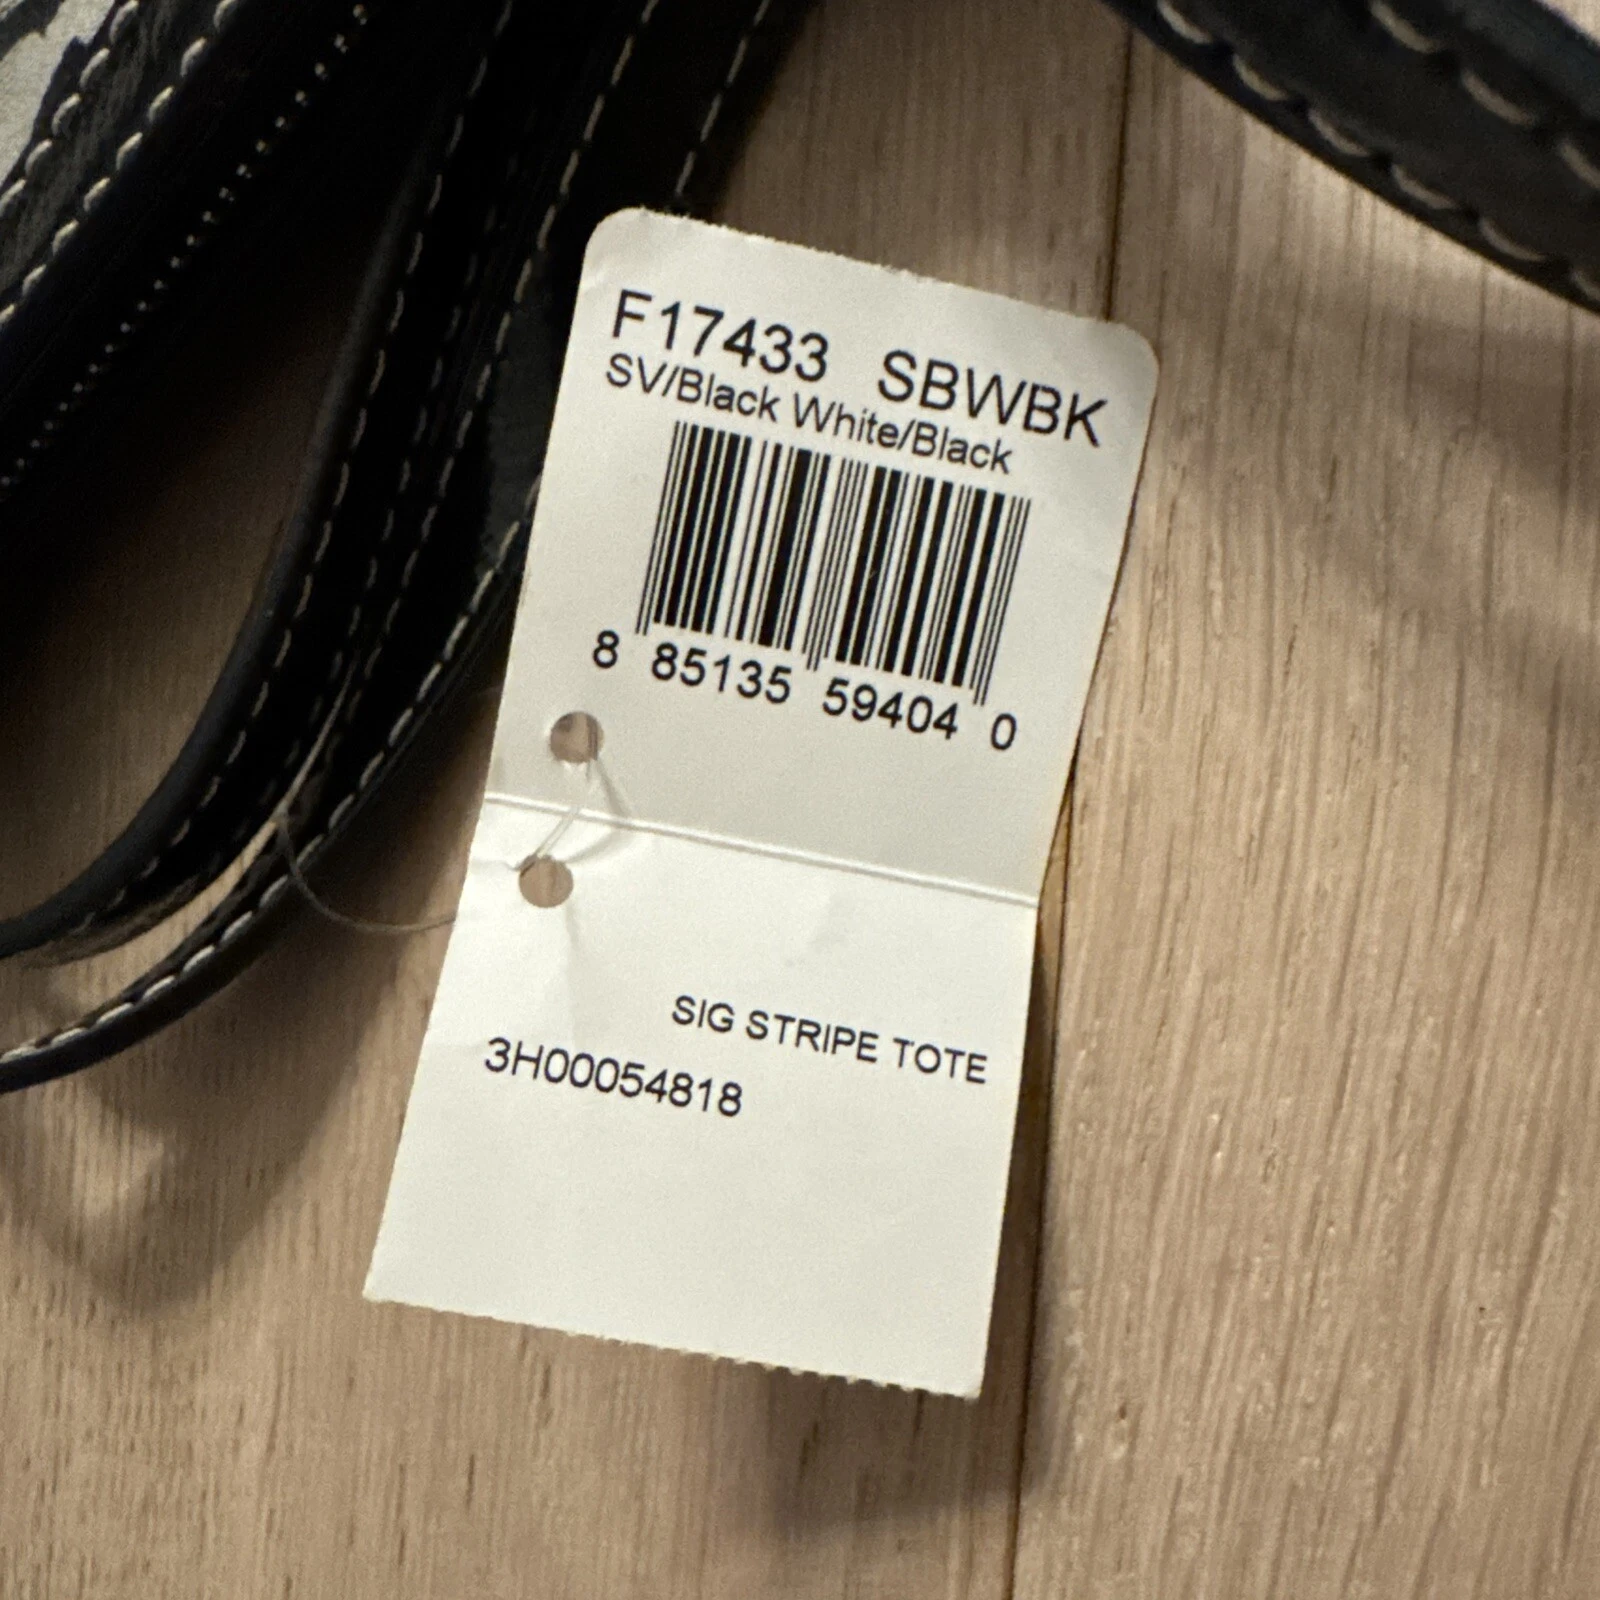 F17433 SBWBK
SV/Black White/Black
8 85135 59404 0
SIG STRIPE TOTE
3H00054818